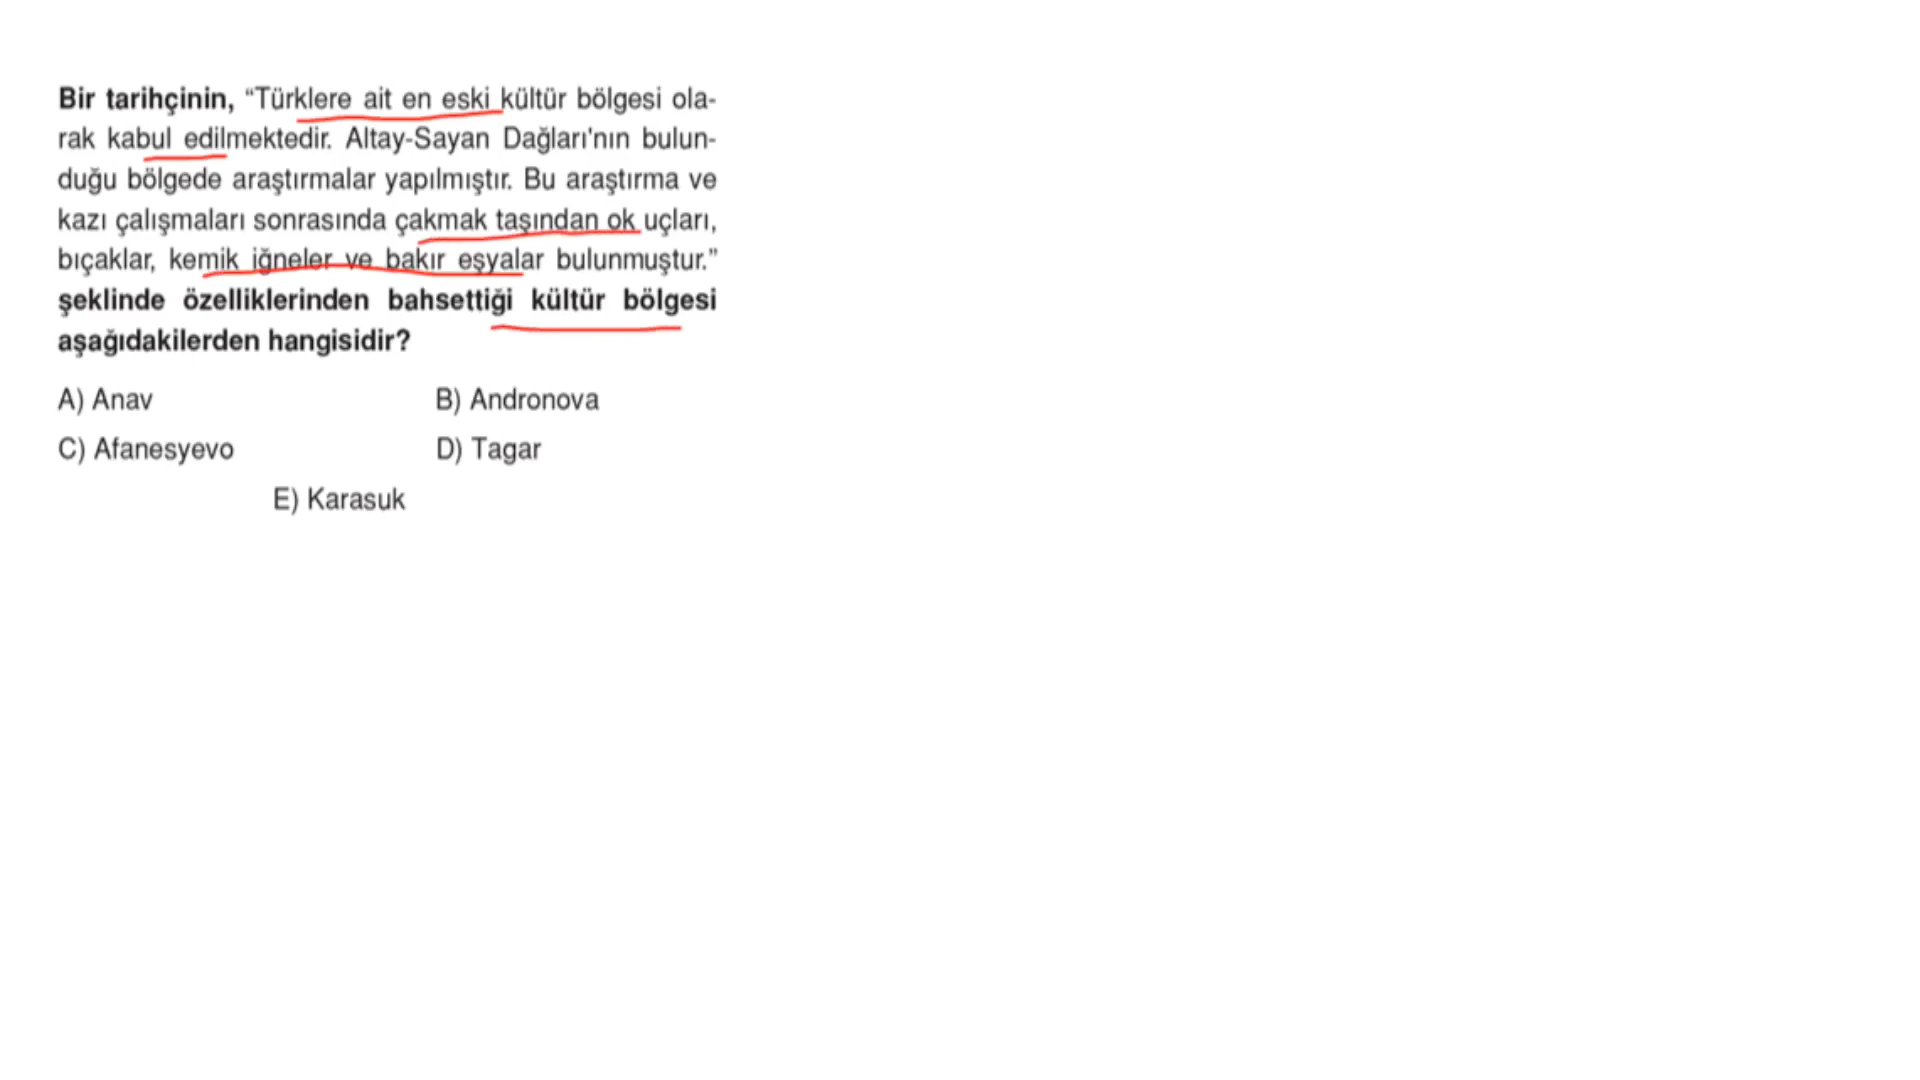 Bir tarihçinin, “Türklere ait en eski kültür bölgesi ola-
rak kabul edilmektedir. Altay-Sayan Dağları'nın bulun-
duğu bölgede araştırmalar yapılmıştır. Bu araştırma ve
kazı çalışmaları sonrasında çakmak taşından ok uçları,
bıçaklar, kemik iğneler ve bakır eşyalar bulunmuştur.”
şeklinde özelliklerinden bahsettiği kültür bölgesi
aşağıdakilerden hangisidir?
A) Anav B) Andronova
C) Afanesyevo D) Tagar
E) Karasuk